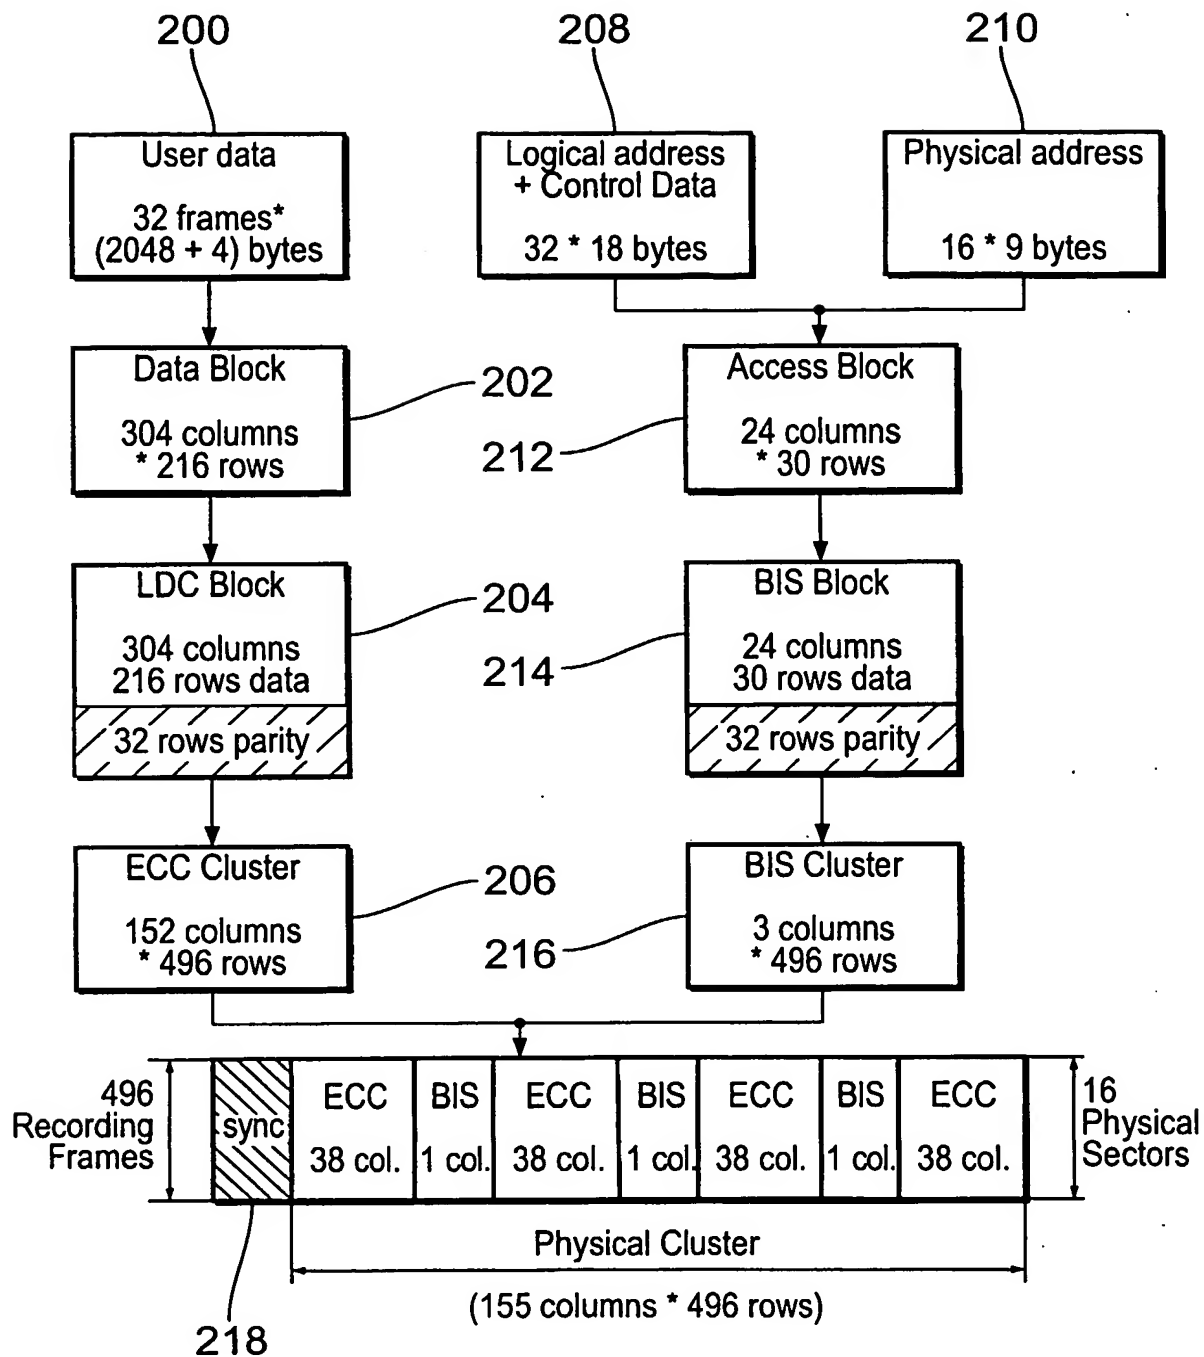 200
208
210
User data
32 frames*
(2048 + 4) bytes
Logical address
+ Control Data
32 * 18 bytes
Physical address
16 * 9 bytes
Data Block
304 columns
* 216 rows
202
Access Block
24 columns
* 30 rows
212
LDC Block
304 columns
216 rows data
32 rows parity
204
BIS Block
24 columns
30 rows data
32 rows parity
214
ECC Cluster
152 columns
* 496 rows
206
BIS Cluster
3 columns
* 496 rows
216
496
Recording
Frames
sync
ECC
38 col.
BIS
1 col.
ECC
38 col.
BIS
1 col.
ECC
38 col.
BIS
1 col.
ECC
38 col.
16
Physical
Sectors
Physical Cluster
(155 columns * 496 rows)
218